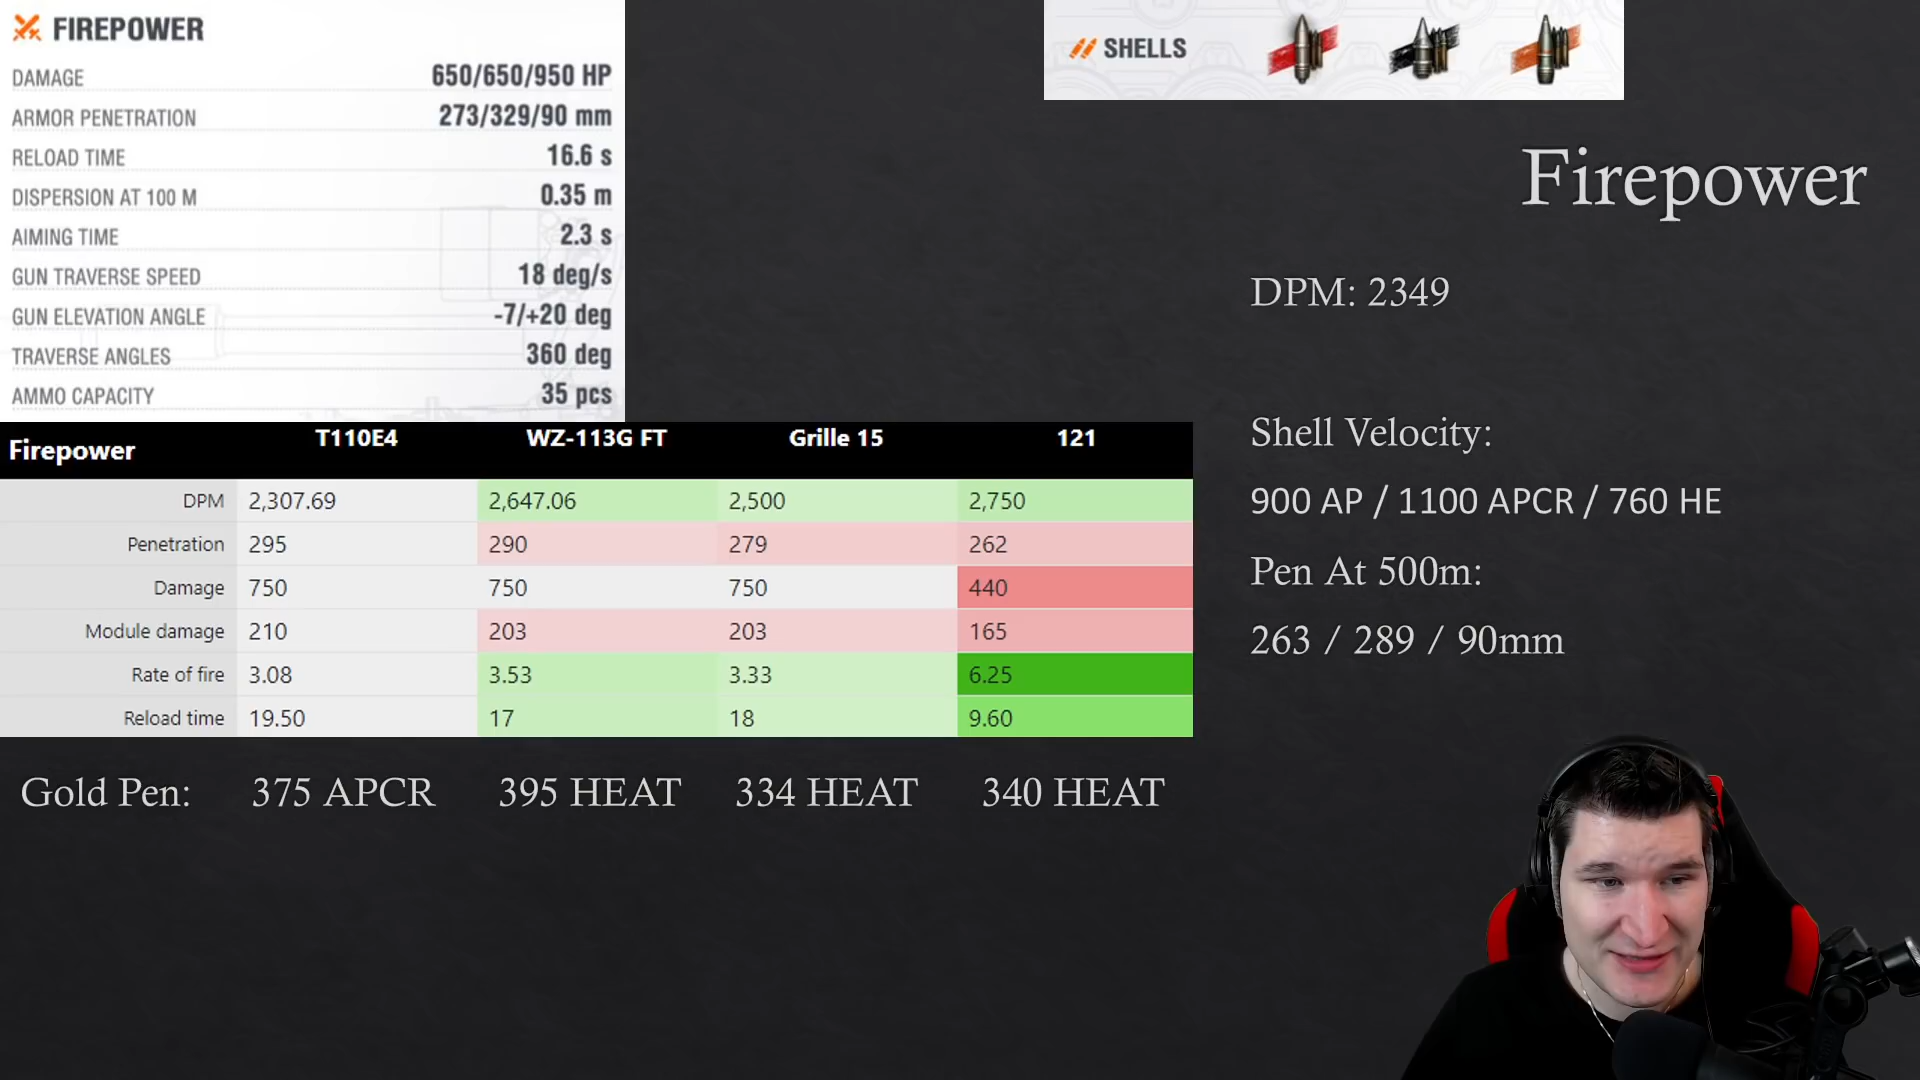 FIREPOWER
DAMAGE 650/650/950 HP
ARMOR PENETRATION 273/329/90 mm
RELOAD TIME 16.6 s
DISPERSION AT 100 M 0.35 m
AIMING TIME 2.3 s
GUN TRAVERSE SPEED 18 deg/s
GUN ELEVATION ANGLE -7/+20 deg
TRAVERSE ANGLES 360 deg
AMMO CAPACITY 35 pcs
SHELLS
Firepower
DPM: 2349
Shell Velocity:
900 AP / 1100 APCR / 760 HE
Pen At 500m:
263 / 289 / 90mm
Firepower T110E4 WZ-113G FT Grille 15 121
DPM 2,307.69 2,647.06 2,500 2,750
Penetration 295 290 279 262
Damage 750 750 750 440
Module damage 210 203 203 165
Rate of fire 3.08 3.53 3.33 6.25
Reload time 19.50 17 18 9.60
Gold Pen: 375 APCR 395 HEAT 334 HEAT 340 HEAT